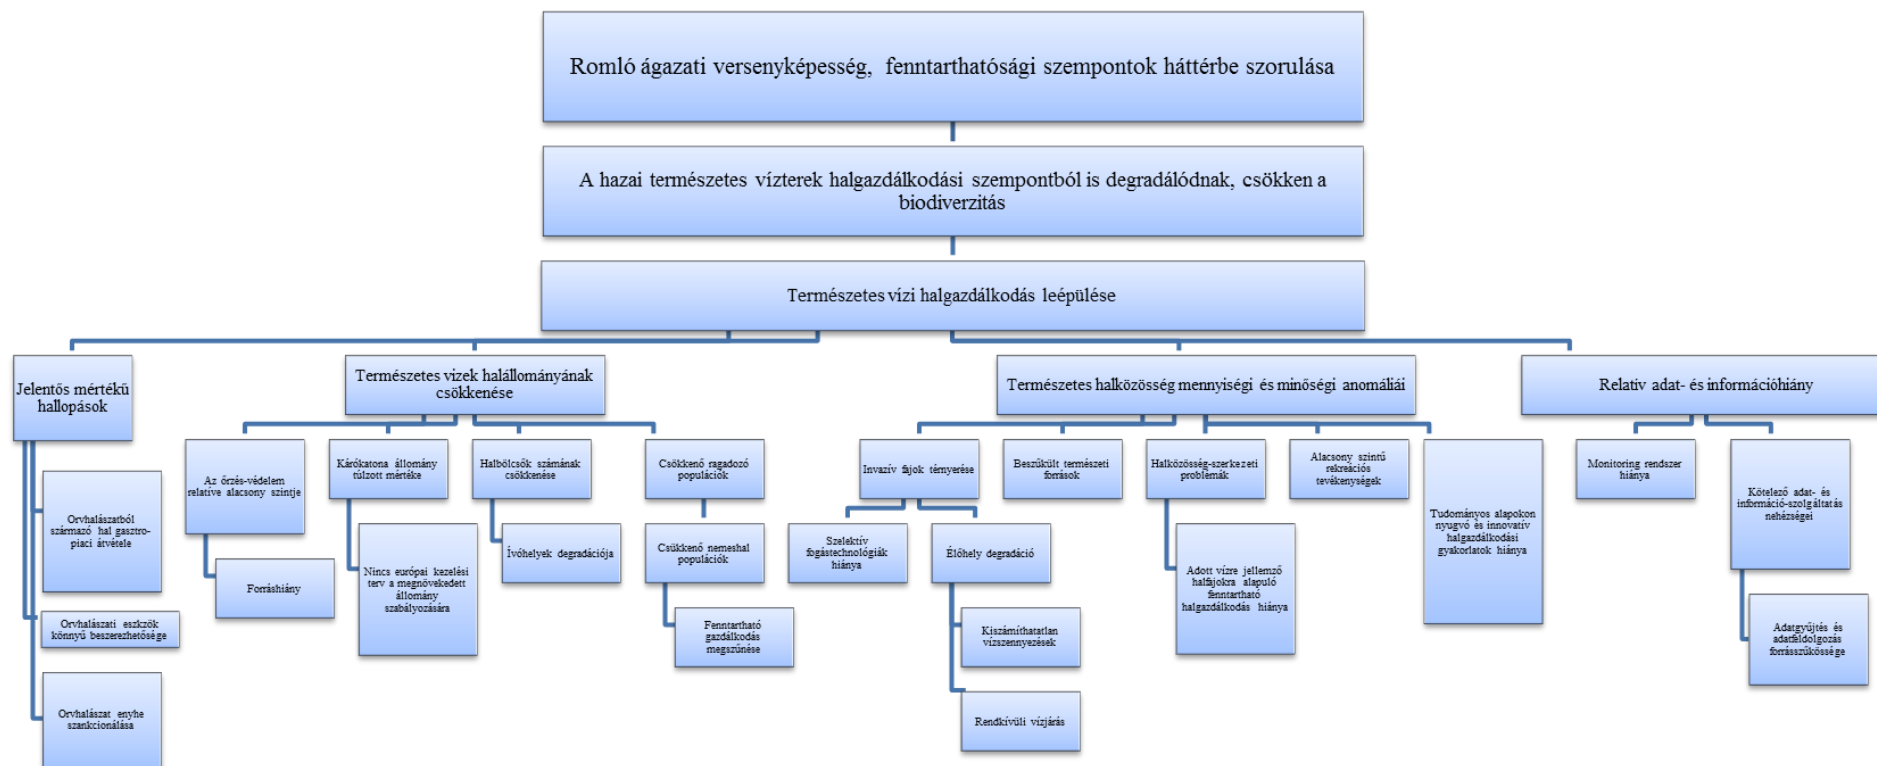 Romló ágazati versenyképesség, fenntarthatósági szempontok háttérbe szorulása
A hazai természetes vízterek halgazdálkodási szempontból is degradálódnak, csökken a
biodiverzitás
Természetes vízi halgazdálkodás leépülése
Jelentős mértékű
hallopások
Természetes vizek halállományának
csökkenése
Természetes halközösség mennyiségi és minőségi anomáliái
Relatív adat- és információhiány
Orvhalászatból
származó hal gasztro-
piaci átvétele
Orvhalászati eszkzök
könnyű beszerezhetősége
Orvhalászat enyhe
szankcionálása
Az őrzés-védelem
relatíve alacsony szintje
Forráshiány
Kárókatona állomány
túlzott mértéke
Nincs európai kezelési
terv a megnövekedett
állomány
szabályozására
Halbölcsők számának
csökkenése
Ívóhelyek degradációja
Csökkenő ragadozó
populációk
Csükkenő nemeshal
populációk
Fenntartható
gazdálkodás
megszűnése
Invazív fajok térnyerése
Szelektív
fogástechnológiák
hiánya
Élőhely degradáció
Kiszámíthatatlan
vízszennyezések
Rendkívüli vízjárás
Beszűkült természeti
források
Halközösség-szerkezeti
problémák
Adott vízre jellemző
halfajokra alapuló
fenntartható
halgazdálkodás hiánya
Alacsony szintű
rekreációs
tevékenységek
Tudományos alapokon
nyugvó és innovatív
halgazdálkodási
gyakorlatok hiánya
Monitoring rendszer
hiánya
Kötelező adat- és
információ-szolgáltatás
nehézségei
Adatgyűjtés és
adatfeldolgozás
forrásszűkössége